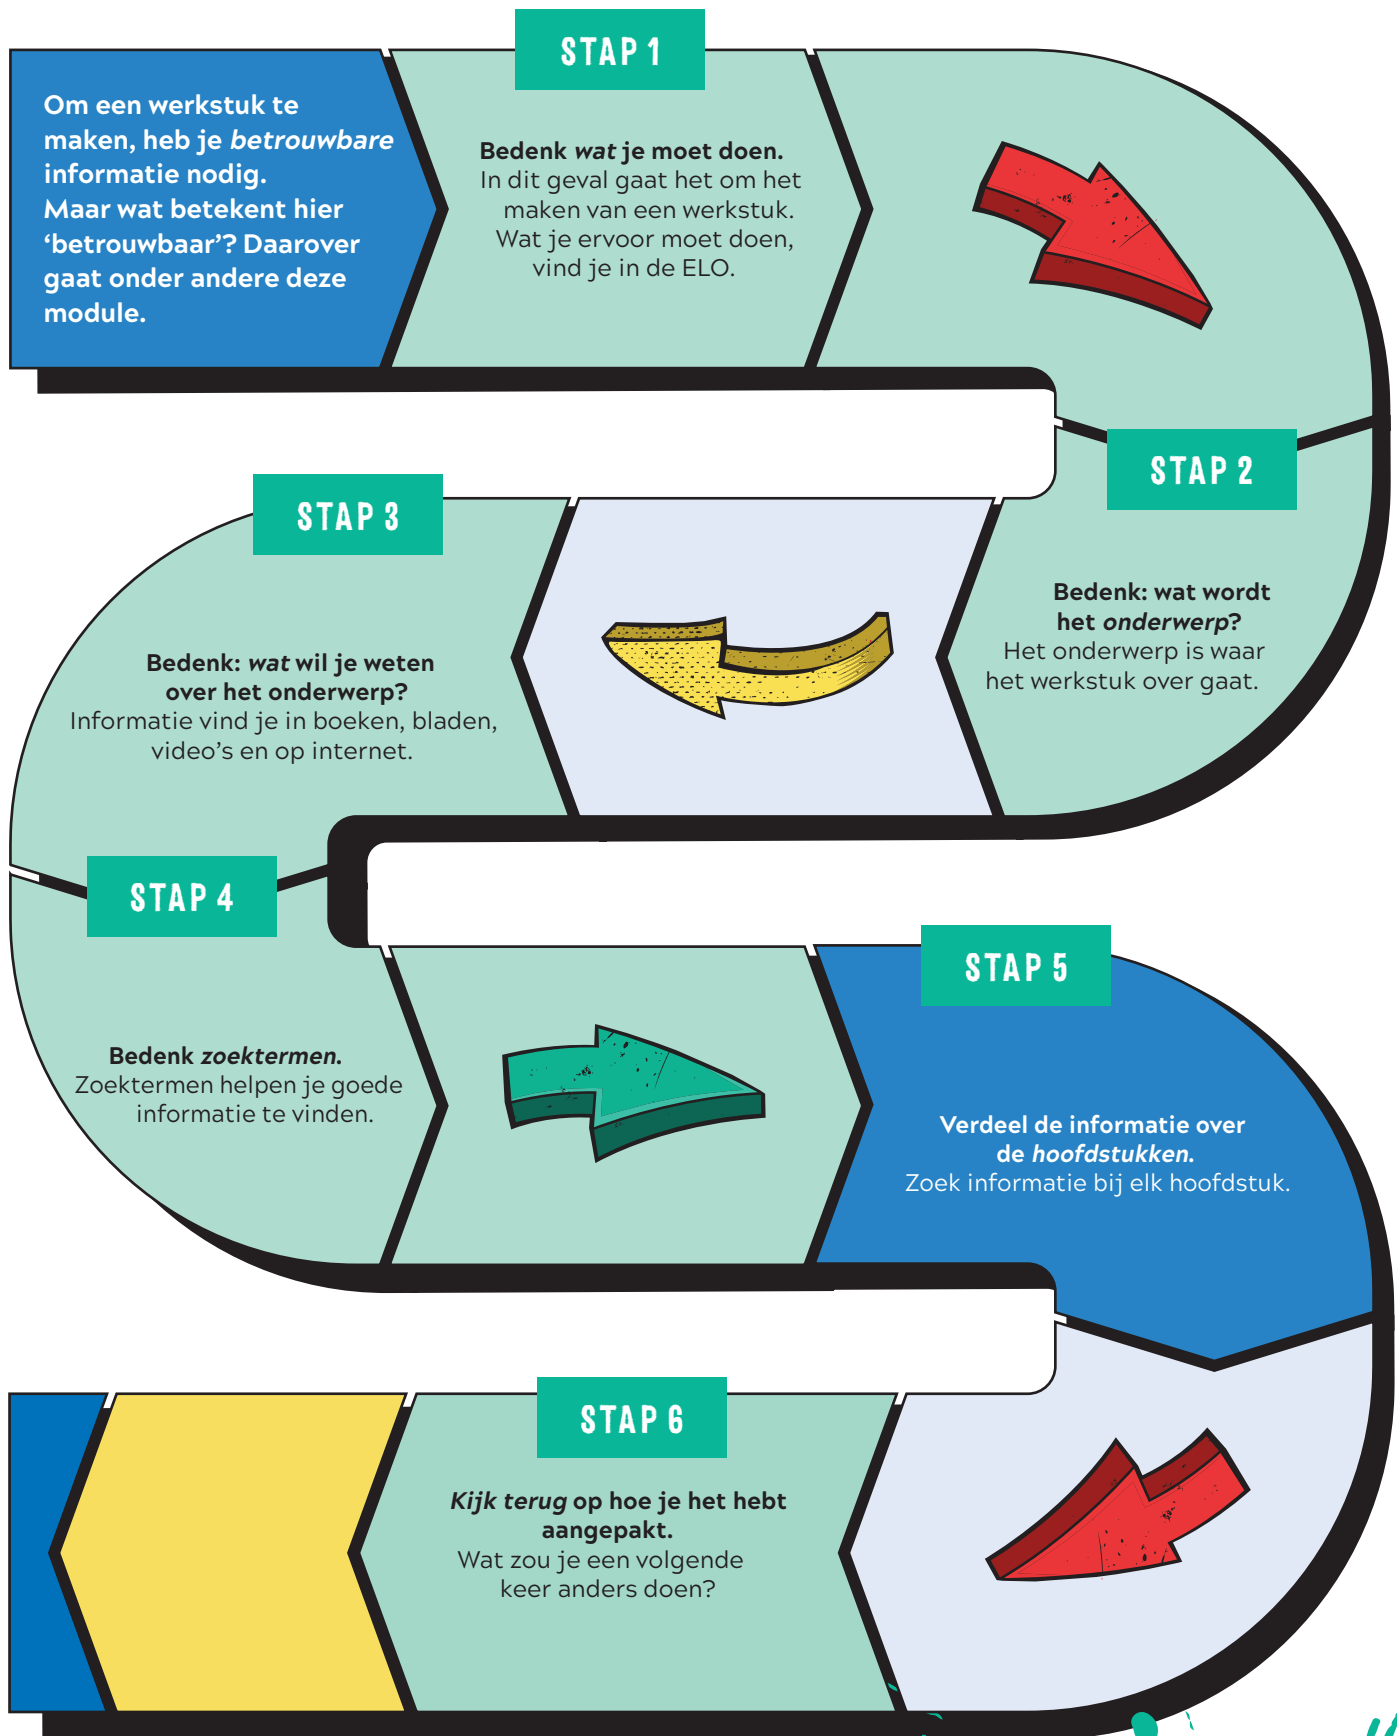 Om een werkstuk te
maken, heb je betrouwbare
informatie nodig.
Maar wat betekent hier
‘betrouwbaar’? Daarover
gaat onder andere deze
module.
STAP 1
Bedenk wat je moet doen.
In dit geval gaat het om het
maken van een werkstuk.
Wat je ervoor moet doen,
vind je in de ELO.
STAP 2
Bedenk: wat wordt
het onderwerp?
Het onderwerp is waar
het werkstuk over gaat.
STAP 3
Bedenk: wat wil je weten
over het onderwerp?
Informatie vind je in boeken, bladen,
video’s en op internet.
STAP 4
Bedenk zoektermen.
Zoektermen helpen je goede
informatie te vinden.
STAP 5
Verdeel de informatie over
de hoofdstukken.
Zoek informatie bij elk hoofdstuk.
STAP 6
Kijk terug op hoe je het hebt
aangepakt.
Wat zou je een volgende
keer anders doen?